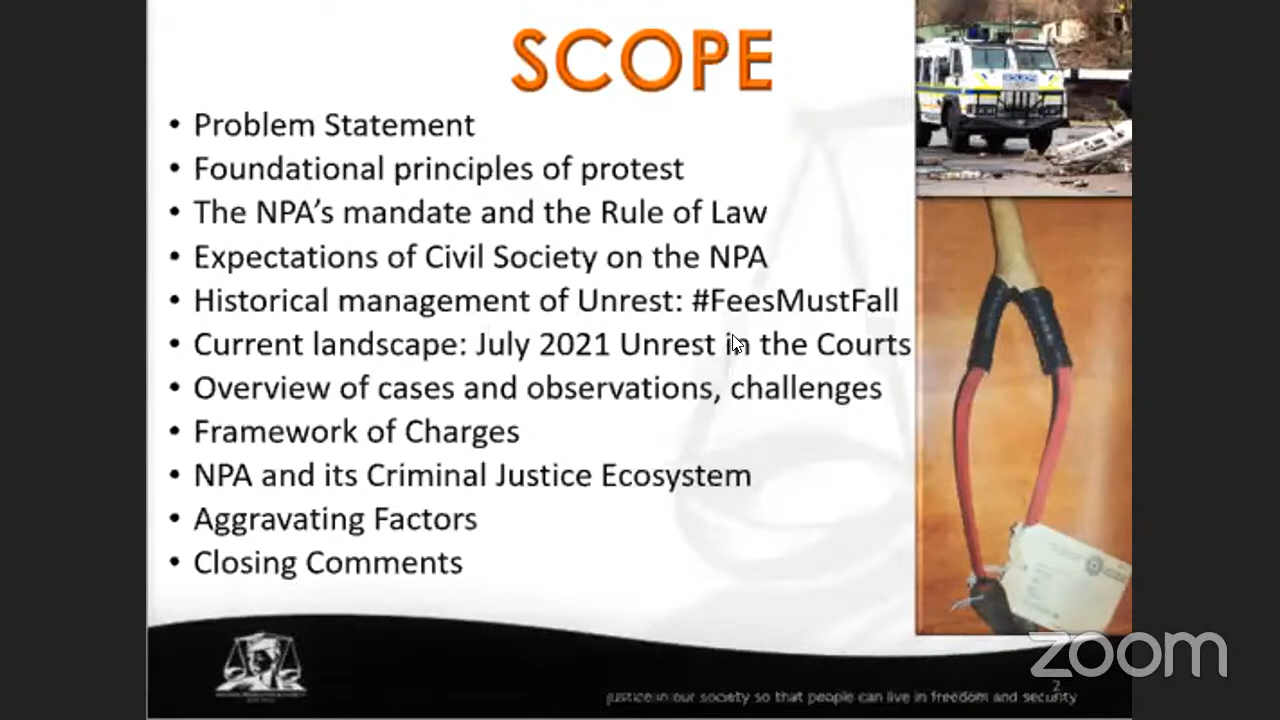 SCOPE
• Problem Statement
• Foundational principles of protest
• The NPA’s mandate and the Rule of Law
• Expectations of Civil Society on the NPA
• Historical management of Unrest: #FeesMustFall
• Current landscape: July 2021 Unrest in the Courts
• Overview of cases and observations, challenges
• Framework of Charges
• NPA and its Criminal Justice Ecosystem
• Aggravating Factors
• Closing Comments
POLICE
zoom
2
justice in our society so that people can live in freedom and security